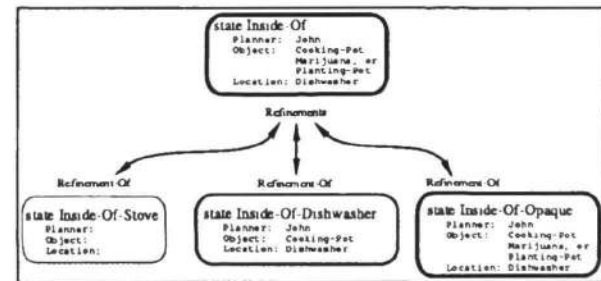 state Inside-Of
Planner: John
Object: Cooking-Pot
Marijuana, er
Planting-Pot
Location: Dishwasher
Refinements
Refinement-Of
Refinement-Of
Refinement-Of
state Inside-Of-Stove
Planner:
Object:
Location:
state Inside-Of-Dishwasher
Planner: John
Object: Cooking-Pot
Location: Dishwasher
state Inside-Of-Opaque
Planner: John
Object: Cooking-Pot
Marijuana, er
Planting-Pot
Location: Dishwasher